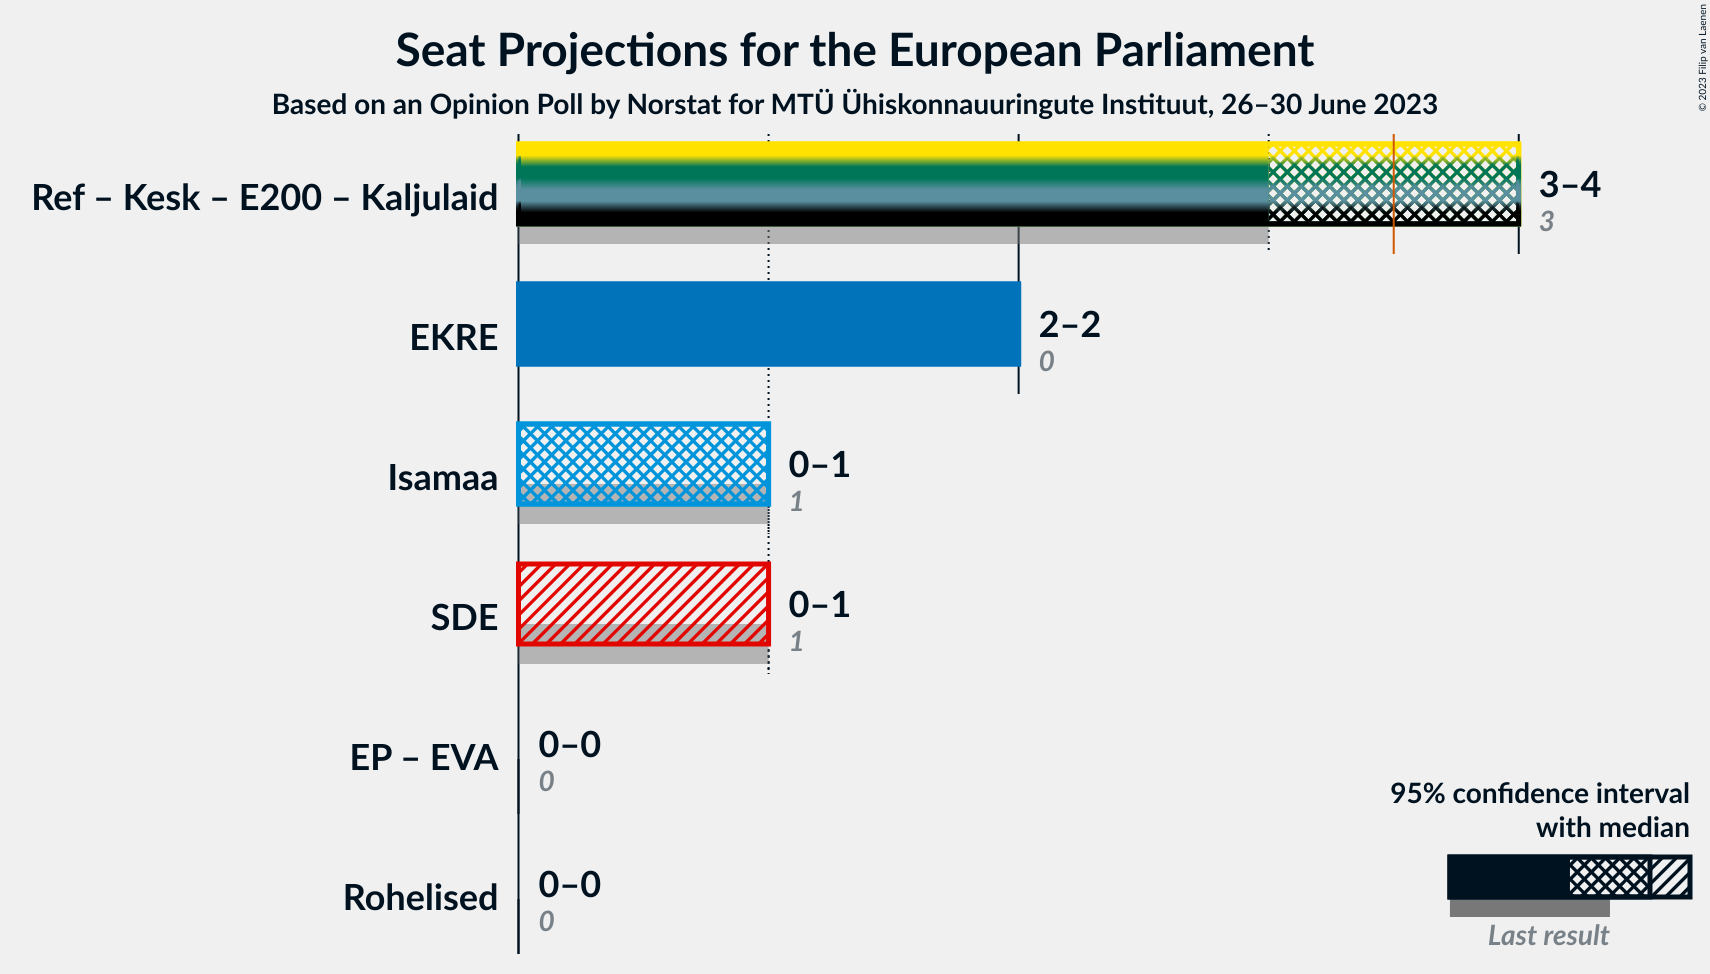 Seat Projections for the European Parliament
Based on an Opinion Poll by Norstat for MTÜ Ühiskonnauuringute Instituut, 26–30 June 2023
© 2023 Filip van Laenen
Ref – Kesk – E200 – Kaljulaid
3–4
3
EKRE
2–2
0
Isamaa
0–1
1
SDE
0–1
1
EP – EVA
0–0
0
Rohelised
0–0
0
95% confidence interval
with median
Last result